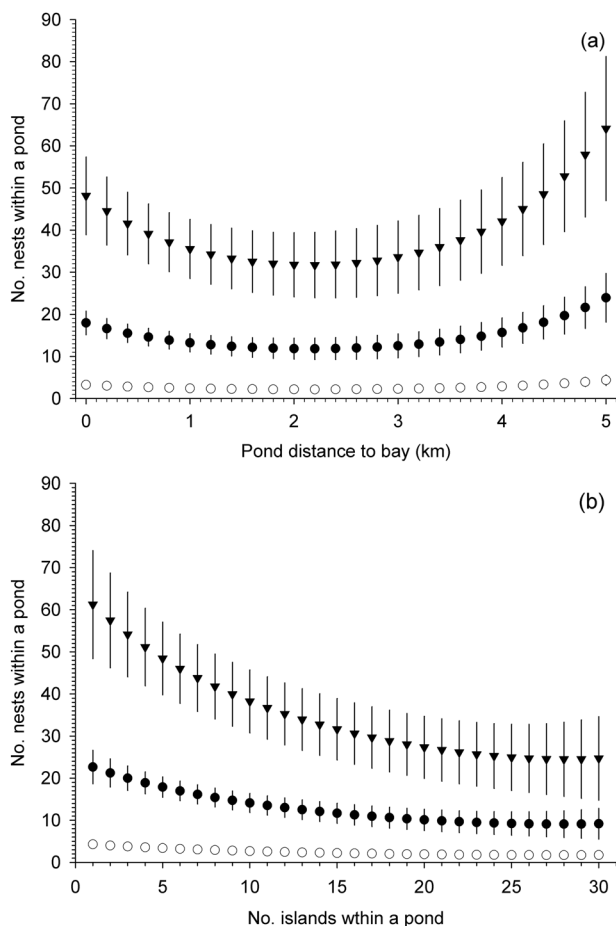 90
(a)
80
70
60
50
40
30
20
10
0
No. nests within a pond
0 1 2 3 4 5
Pond distance to bay (km)
90
(b)
80
70
60
50
40
30
20
10
0
No. nests within a pond
0 5 10 15 20 25 30
No. islands wthin a pond